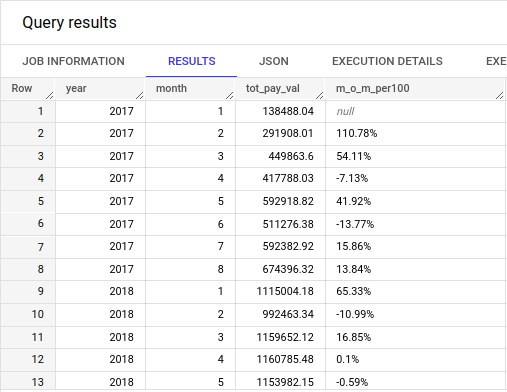 Query results
JOB INFORMATION RESULTS JSON EXECUTION DETAILS EXE
Row year month tot_pay_val m_o_m_per100
1 2017 1 138488.04 null
2 2017 2 291908.01 110.78%
3 2017 3 449863.6 54.11%
4 2017 4 417788.03 -7.13%
5 2017 5 592918.82 41.92%
6 2017 6 511276.38 -13.77%
7 2017 7 592382.92 15.86%
8 2017 8 674396.32 13.84%
9 2018 1 1115004.18 65.33%
10 2018 2 992463.34 -10.99%
11 2018 3 1159652.12 16.85%
12 2018 4 1160785.48 0.1%
13 2018 5 1153982.15 -0.59%